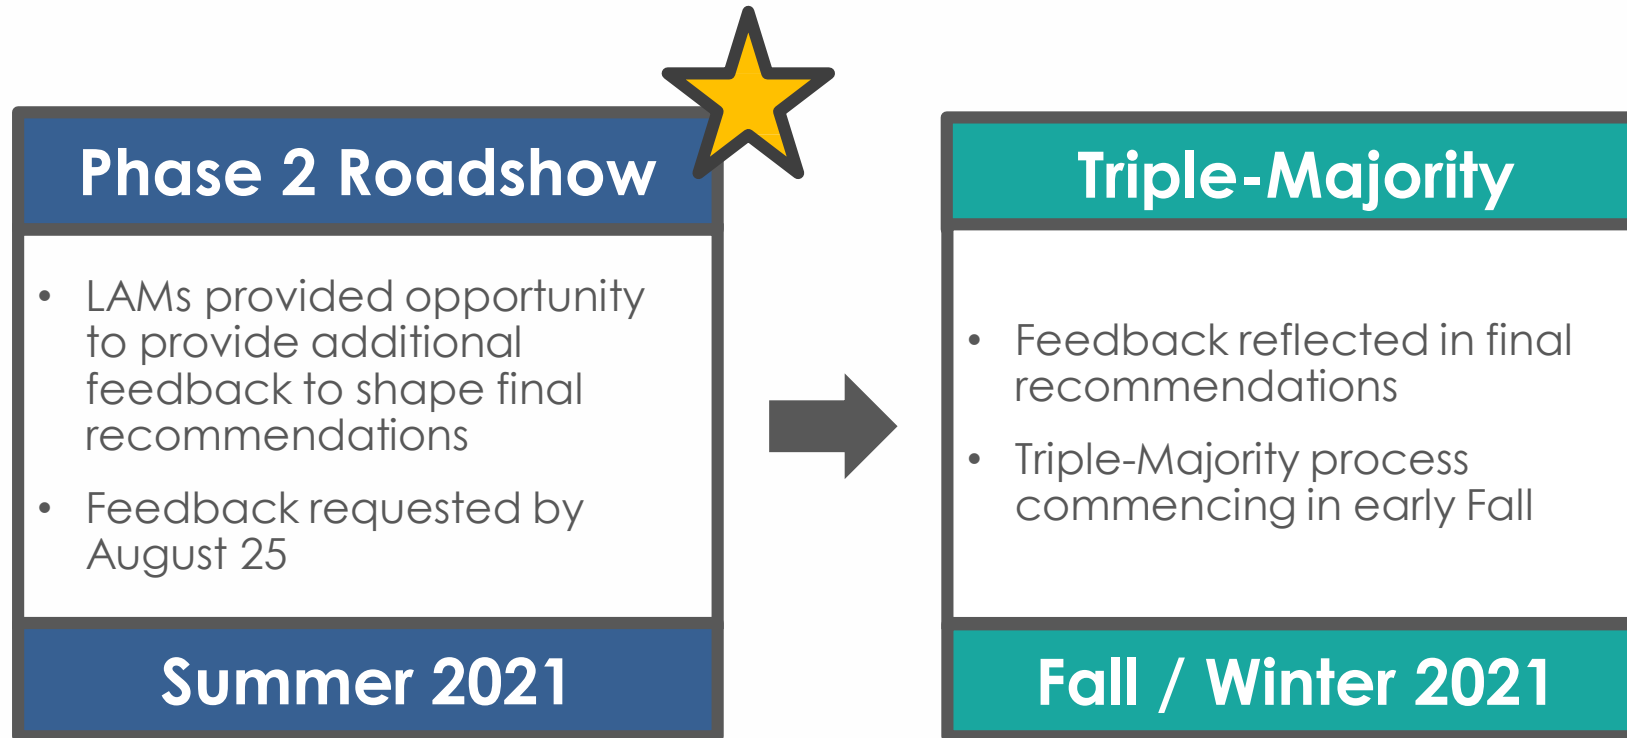 Phase 2 Roadshow
• LAMs provided opportunity
to provide additional
feedback to shape final
recommendations
• Feedback requested by
August 25
Summer 2021
Triple-Majority
• Feedback reflected in final
recommendations
• Triple-Majority process
commencing in early Fall
Fall / Winter 2021